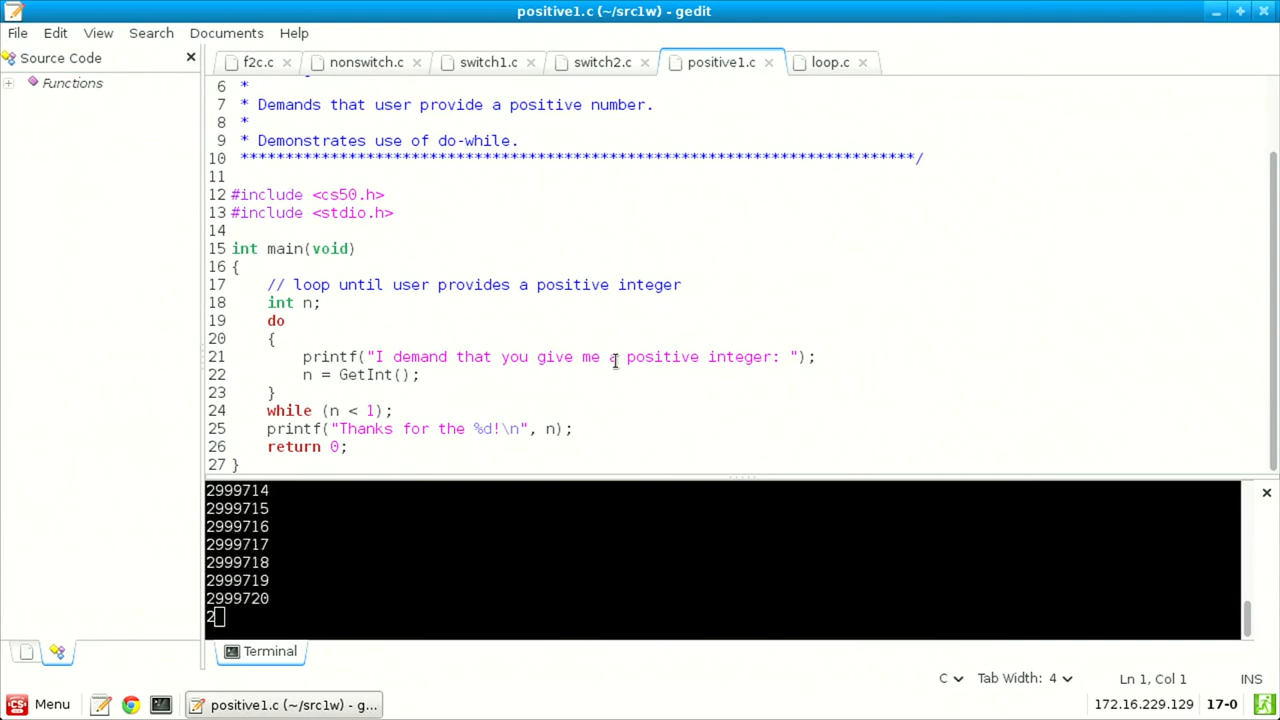 positive1.c (~/src1w) - gedit
File Edit View Search Documents Help
Source Code
f2c.c
nonswitch.c
switch1.c
switch2.c
positive1.c
loop.c
Functions
6 *
7 * Demands that user provide a positive number.
8 *
9 * Demonstrates use of do-while.
10 ***************************************************************************/
11
12 #include <cs50.h>
13 #include <stdio.h>
14
15 int main(void)
16 {
17     // loop until user provides a positive integer
18     int n;
19     do
20     {
21         printf("I demand that you give me a positive integer: ");
22         n = GetInt();
23     }
24     while (n < 1);
25     printf("Thanks for the %d!\n", n);
26     return 0;
27 }
2999714
2999715
2999716
2999717
2999718
2999719
2999720
2
Terminal
C Tab Width: 4 Ln 1, Col 1 INS
CS Menu positive1.c (~/src1w) - g... 172.16.229.129 17-0